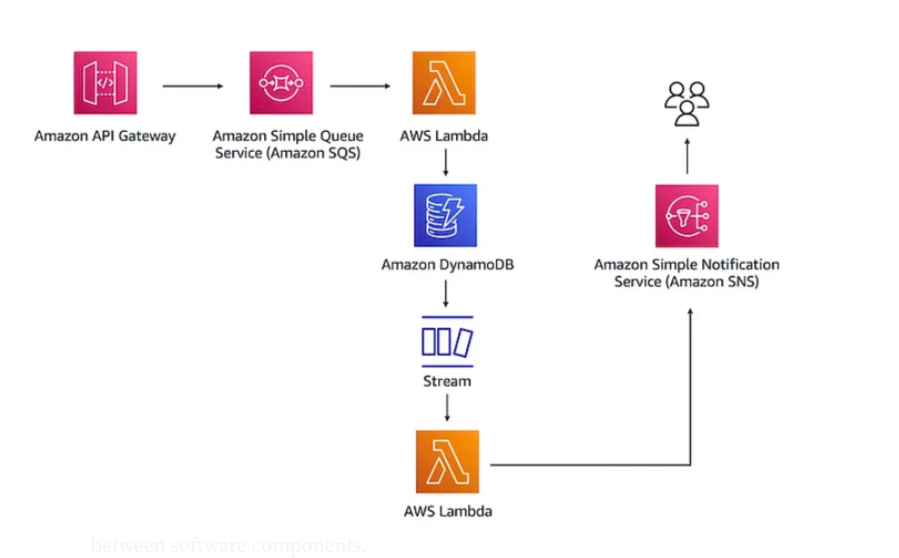 Amazon API Gateway
Amazon Simple Queue
Service (Amazon SQS)
AWS Lambda
Amazon DynamoDB
Amazon Simple Notification
Service (Amazon SNS)
Stream
AWS Lambda
between software components.